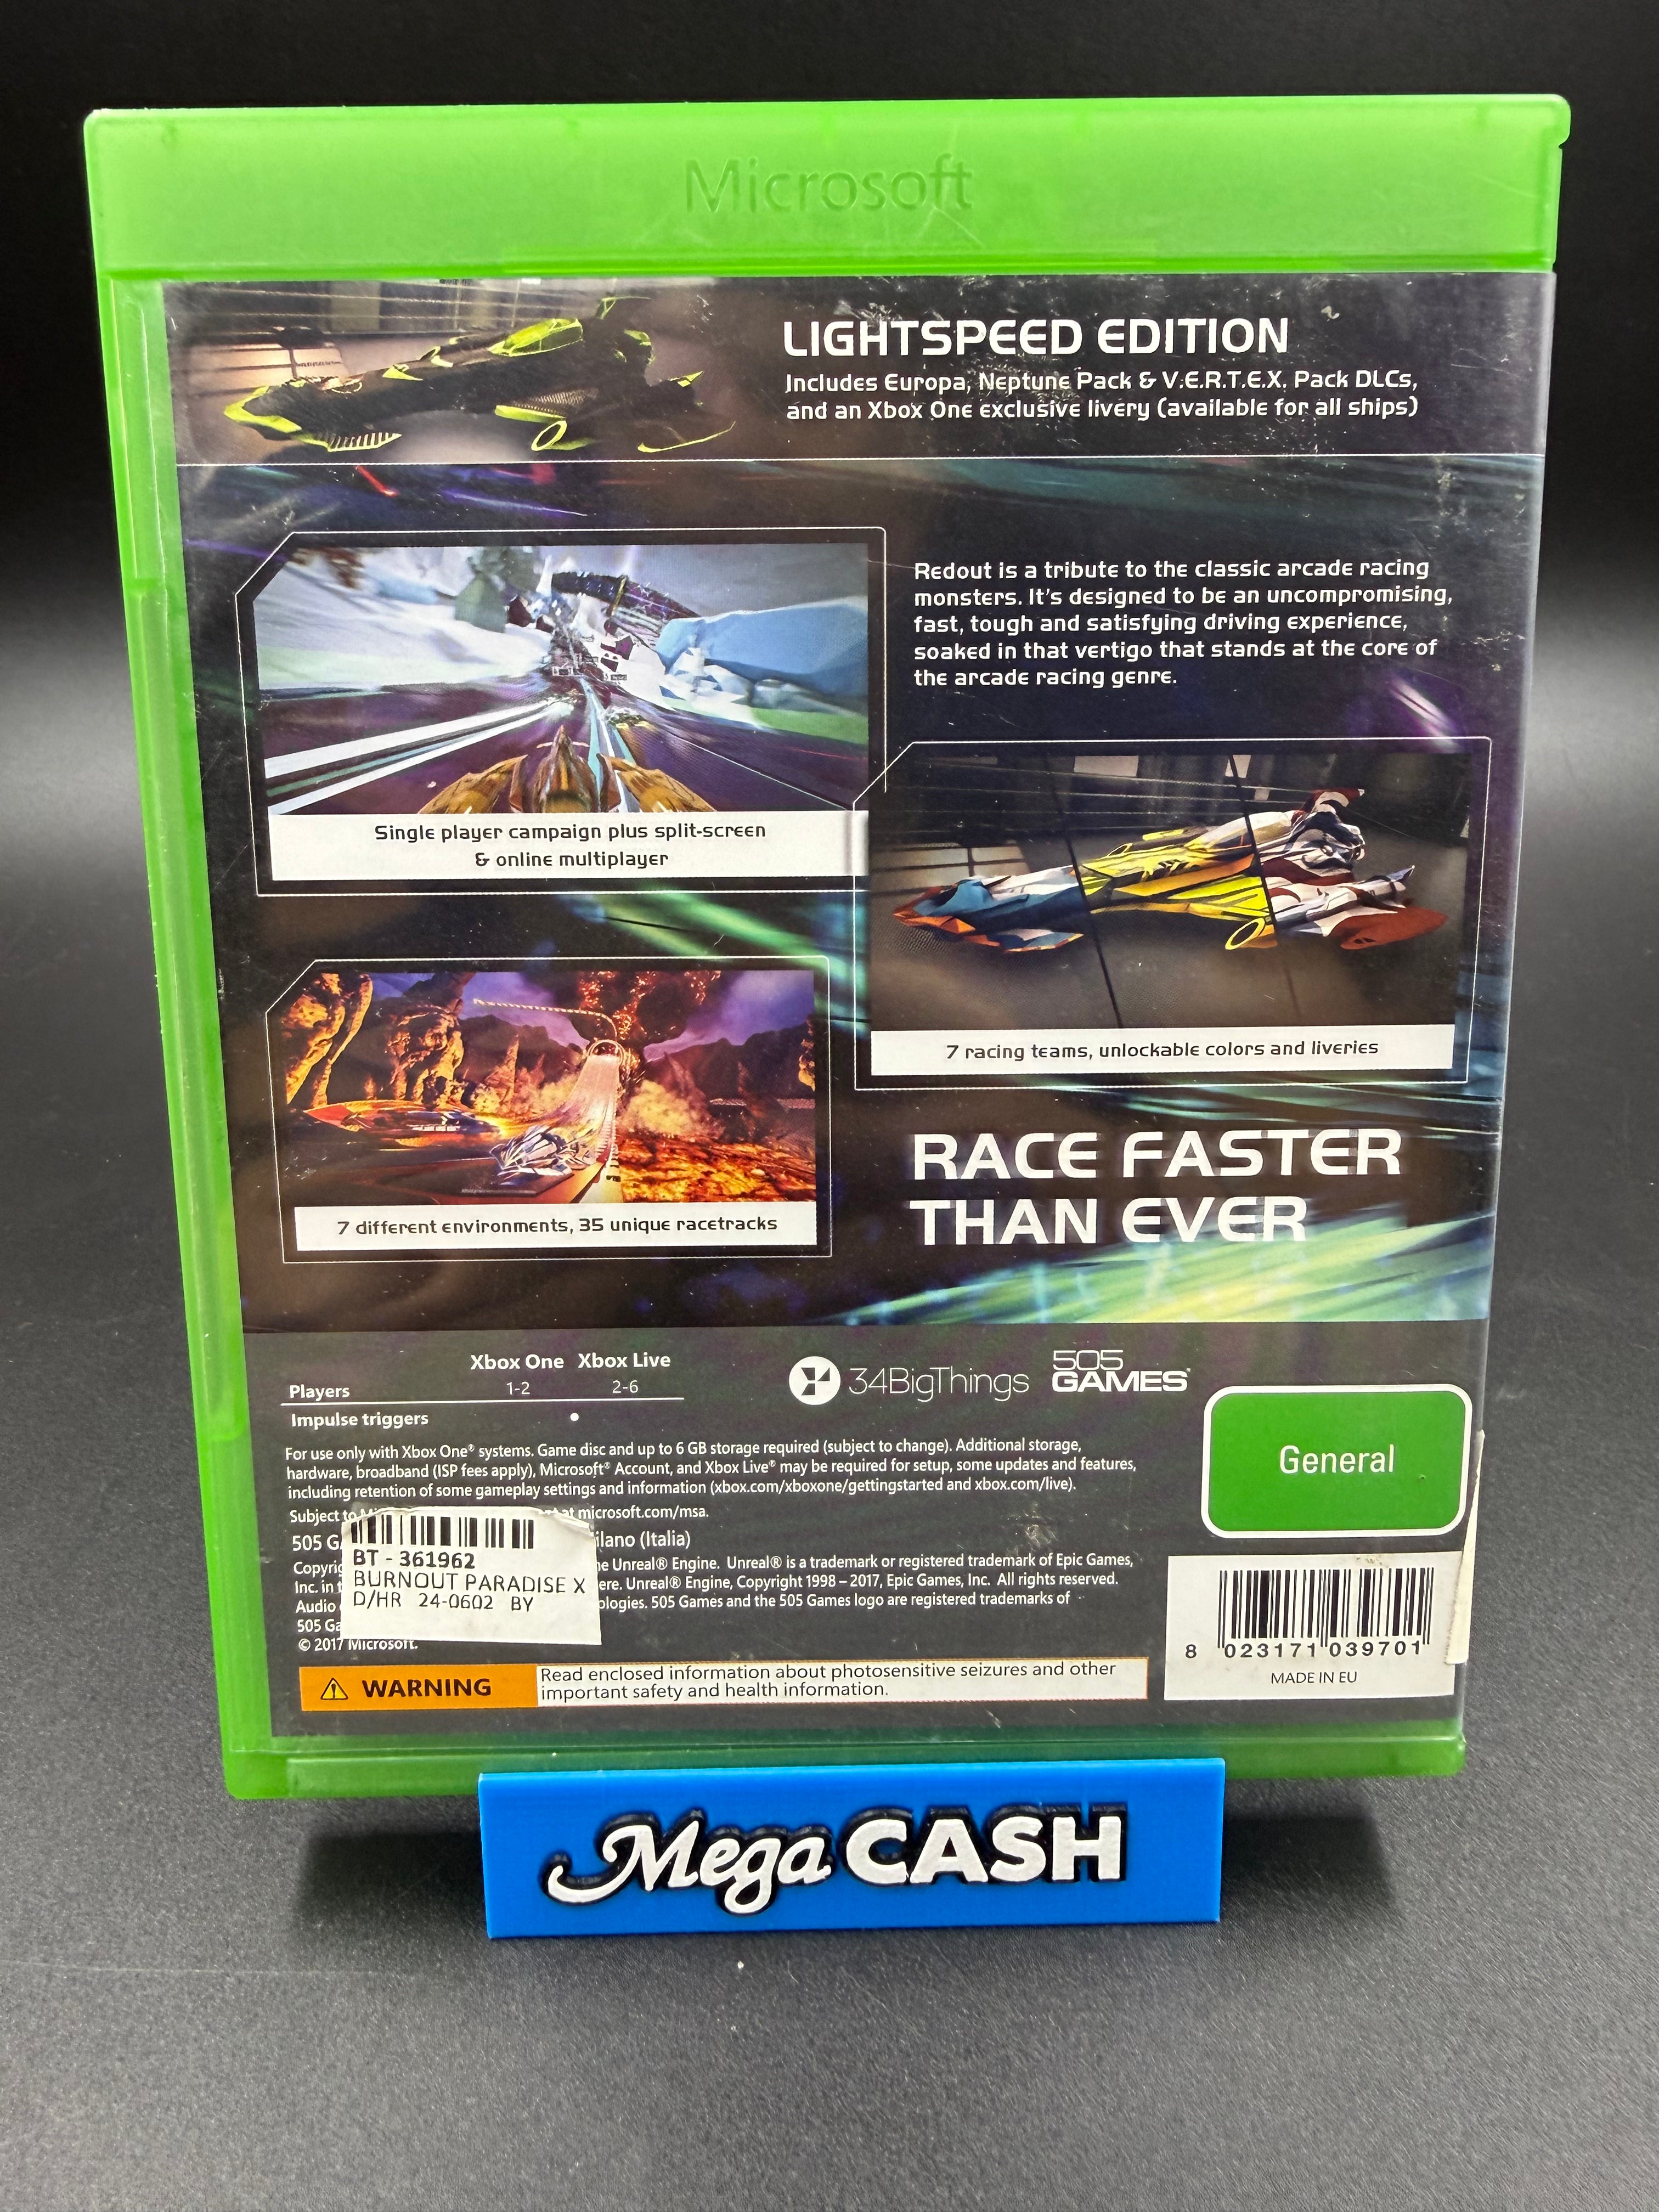 Microsoft
LIGHTSPEED EDITION
Includes Europa, Neptune Pack & V.E.R.T.E.X. Pack DLCs,
and an Xbox One exclusive livery (available for all ships)
Redout is a tribute to the classic arcade racing
monsters. It's designed to be an uncompromising,
fast, tough and satisfying driving experience,
soaked in that vertigo that stands at the core of
the arcade racing genre.
Single player campaign plus split-screen
& online multiplayer
7 racing teams, unlockable colors and liveries
7 different environments, 35 unique racetracks
RACE FASTER
THAN EVER
Xbox One Xbox Live
Players 1-2 2-6
Impulse triggers
34BigThings
505
GAMES
General
For use only with Xbox One® systems. Game disc and up to 6 GB storage required (subject to change). Additional storage,
hardware, broadband (ISP fees apply), Microsoft® Account, and Xbox Live® may be required for setup, some updates and features,
including retention of some gameplay settings and information (xbox.com/xboxone/gettingstarted and xbox.com/live).
Subject to at microsoft.com/msa.
505 (Italia)
Unreal® Engine. Unreal® is a trademark or registered trademark of Epic Games,
Inc. in Unreal® Engine, Copyright 1998 – 2017, Epic Games, Inc. All rights reserved.
Audio 505 Games and the 505 Games logo are registered trademarks of
505
© 2017 Microsoft.
BT - 361962
BURNOUT PARADISE X
D/HR 24-0602 BY
WARNING
Read enclosed information about photosensitive seizures and other
important safety and health information.
8 023171 039701
MADE IN EU
Mega CASH